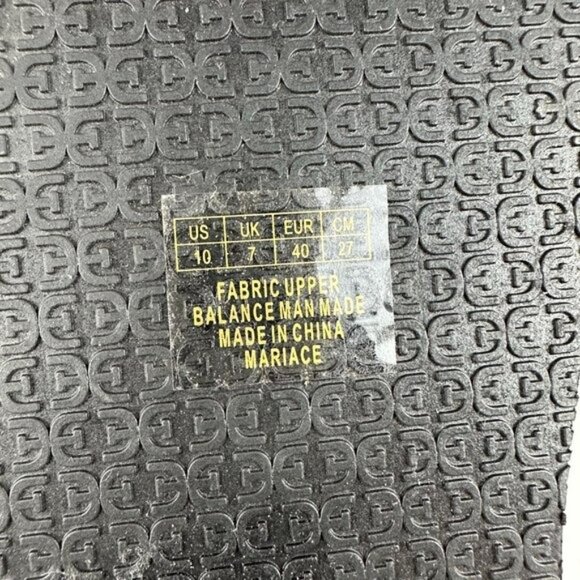 US UK EUR CM
10 7 40 27
FABRIC UPPER
BALANCE MAN MADE
MADE IN CHINA
MARIACE